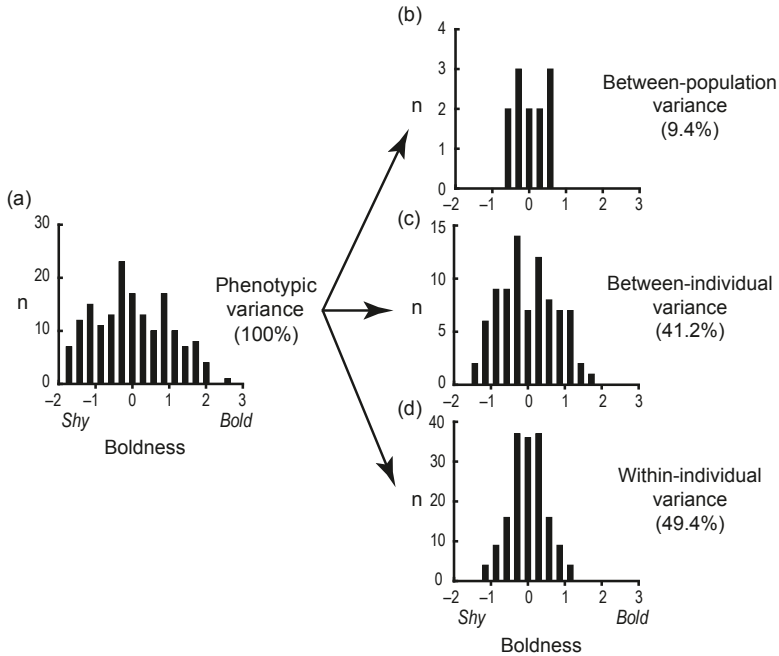 (a)
30
20
n
10
0
–2 –1 0 1 2 3
Shy Bold
Boldness
Phenotypic
variance
(100%)
(b)
4
3
n
2
1
0
–2 –1 0 1 2 3
Between-population
variance
(9.4%)
(c)
15
10
n
5
0
–2 –1 0 1 2 3
Between-individual
variance
(41.2%)
(d)
40
30
20
n
10
0
–2 –1 0 1 2 3
Shy Bold
Boldness
Within-individual
variance
(49.4%)